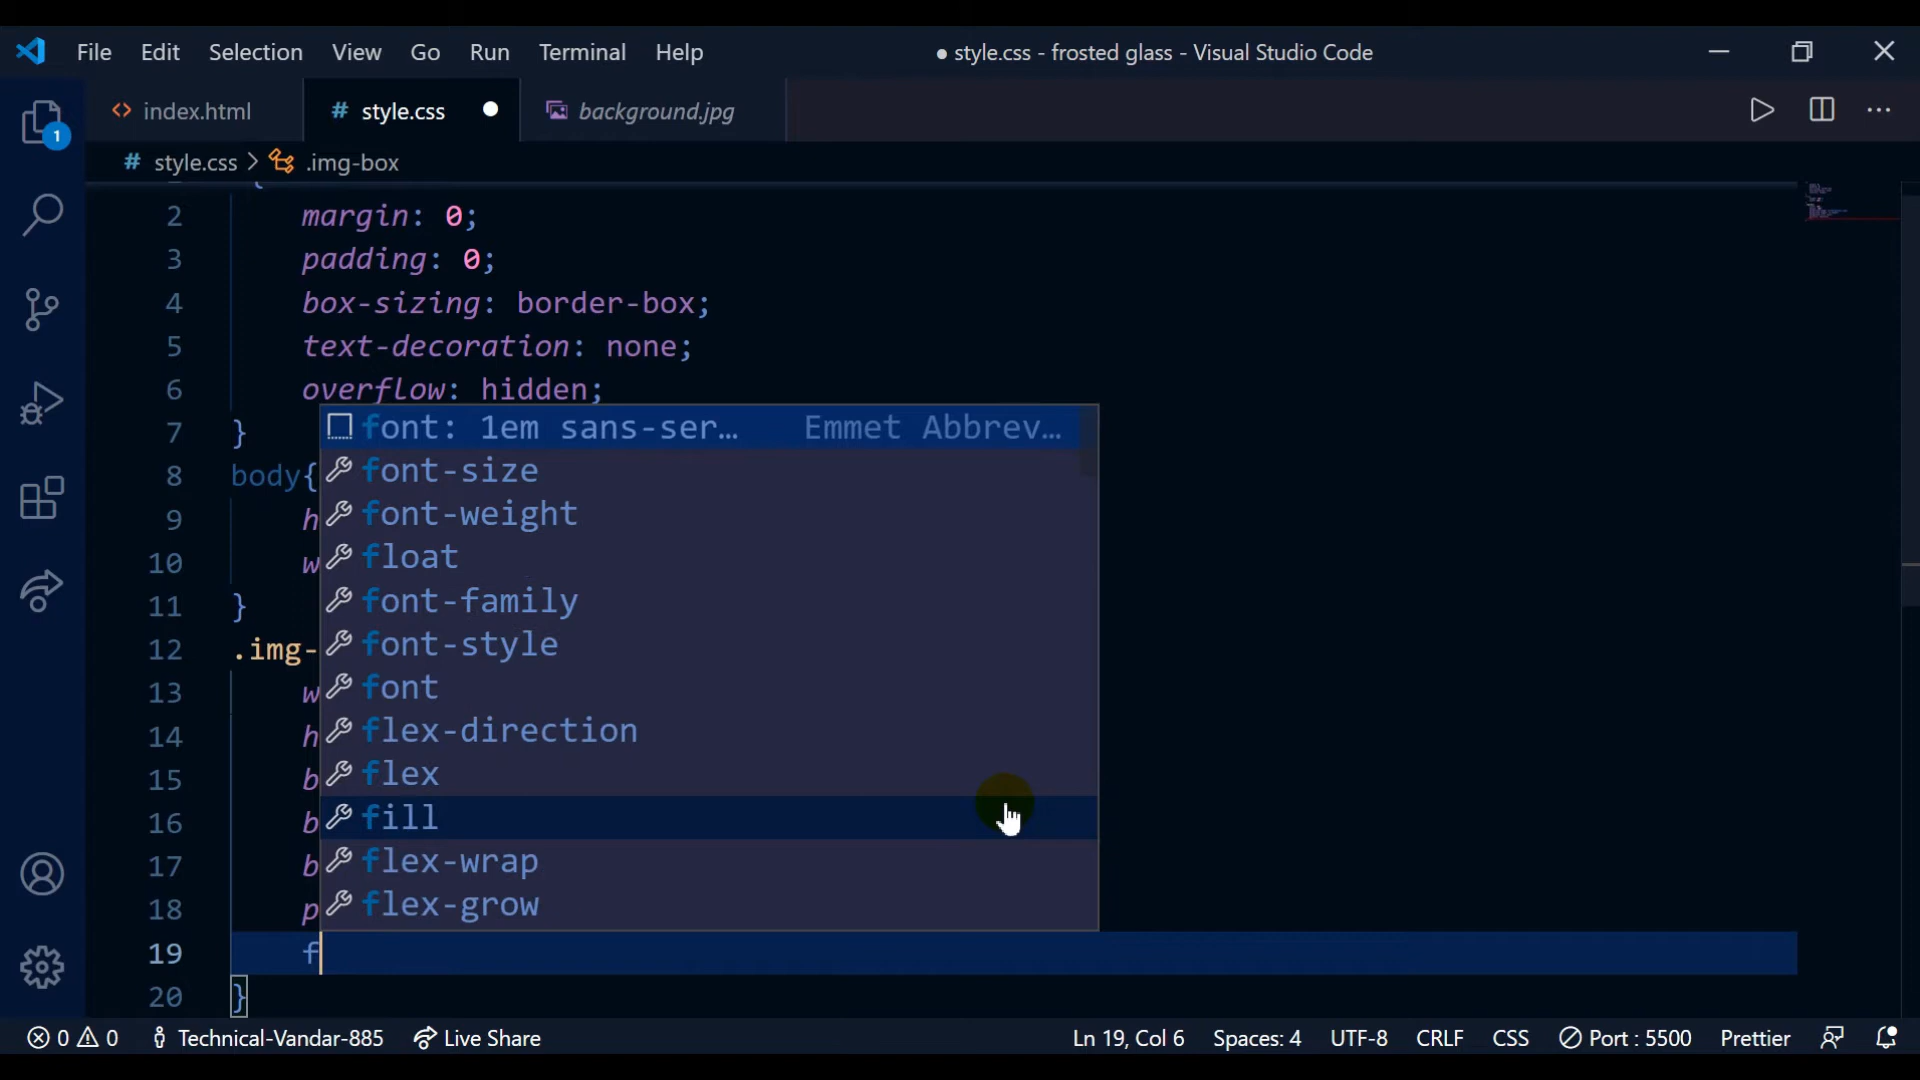 File Edit Selection View Go Run Terminal Help
● style.css - frosted glass - Visual Studio Code
<> index.html
# style.css ●
background.jpg
# style.css > .img-box
1
2 margin: 0;
3 padding: 0;
4 box-sizing: border-box;
5 text-decoration: none;
6 overflow: hidden;
7 }
8 body{
9 h
10 w
11 }
12 .img-
13 w
14 h
15 b
16 b
17 b
18 p
19 f
20 }
font: 1em sans-ser… Emmet Abbrev…
font-size
font-weight
float
font-family
font-style
font
flex-direction
flex
fill
flex-wrap
flex-grow
0 0 Technical-Vandar-885 Live Share Ln 19, Col 6 Spaces: 4 UTF-8 CRLF CSS Port : 5500 Prettier